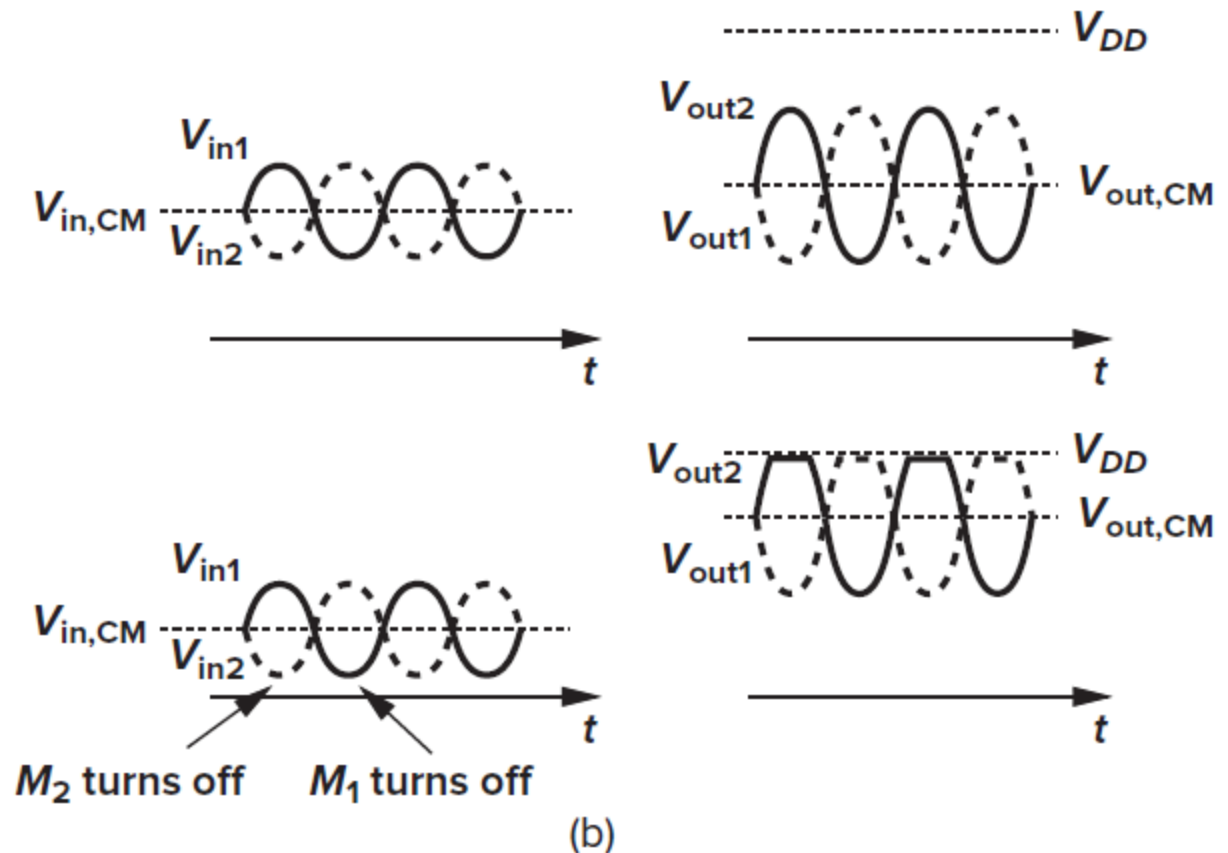 V_DD
V_out2
V_in1
V_in,CM
V_out,CM
V_out1
V_in2
t
t
V_DD
V_out2
V_out,CM
V_in1
V_out1
V_in,CM
V_in2
t
t
M_2 turns off
M_1 turns off
(b)